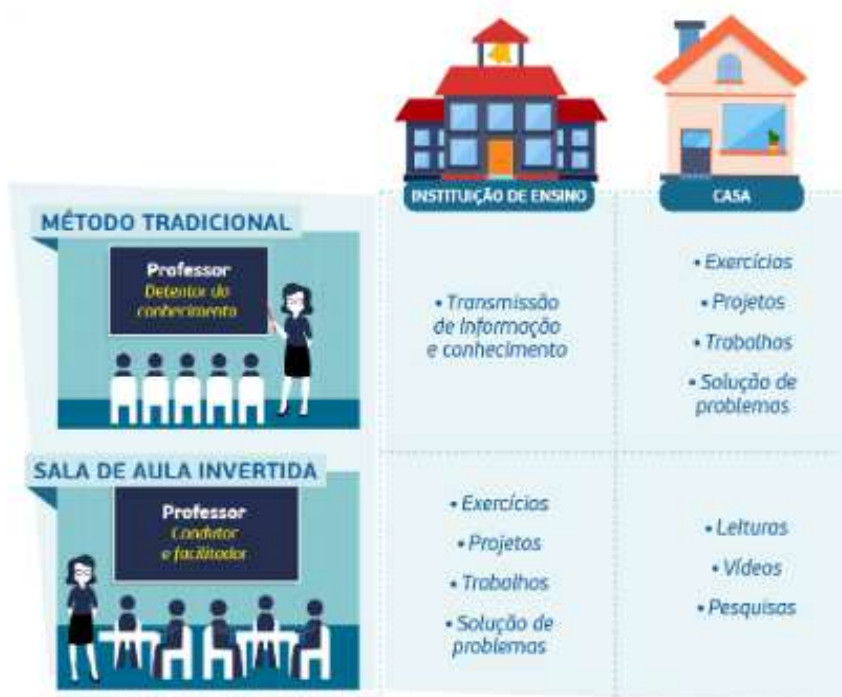 INSTITUIÇÃO DE ENSINO
CASA
MÉTODO TRADICIONAL
Professor
Detentor do
conhecimento
• Transmissão
de informação
e conhecimento
• Exercícios
• Projetos
• Trabalhos
• Solução de
problemas
SALA DE AULA INVERTIDA
Professor
Condutor
e facilitador
• Exercícios
• Projetos
• Trabalhos
• Solução de
problemas
• Leituras
• Vídeos
• Pesquisas